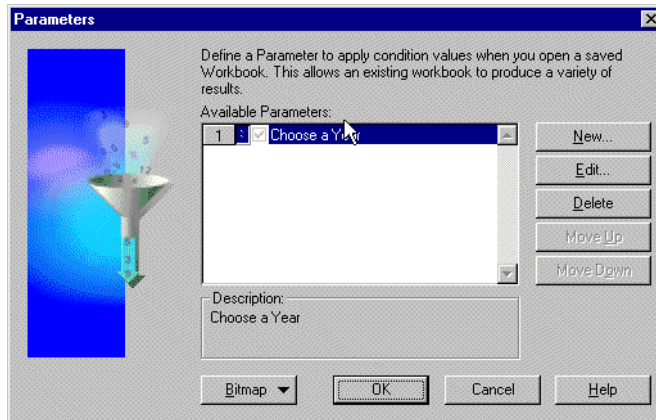 Parameters
Define a Parameter to apply condition values when you open a saved
Workbook. This allows an existing workbook to produce a variety of
results.
Available Parameters:
1 Choose a Year
New...
Edit...
Delete
Move Up
Move Down
Description:
Choose a Year
Bitmap
OK
Cancel
Help